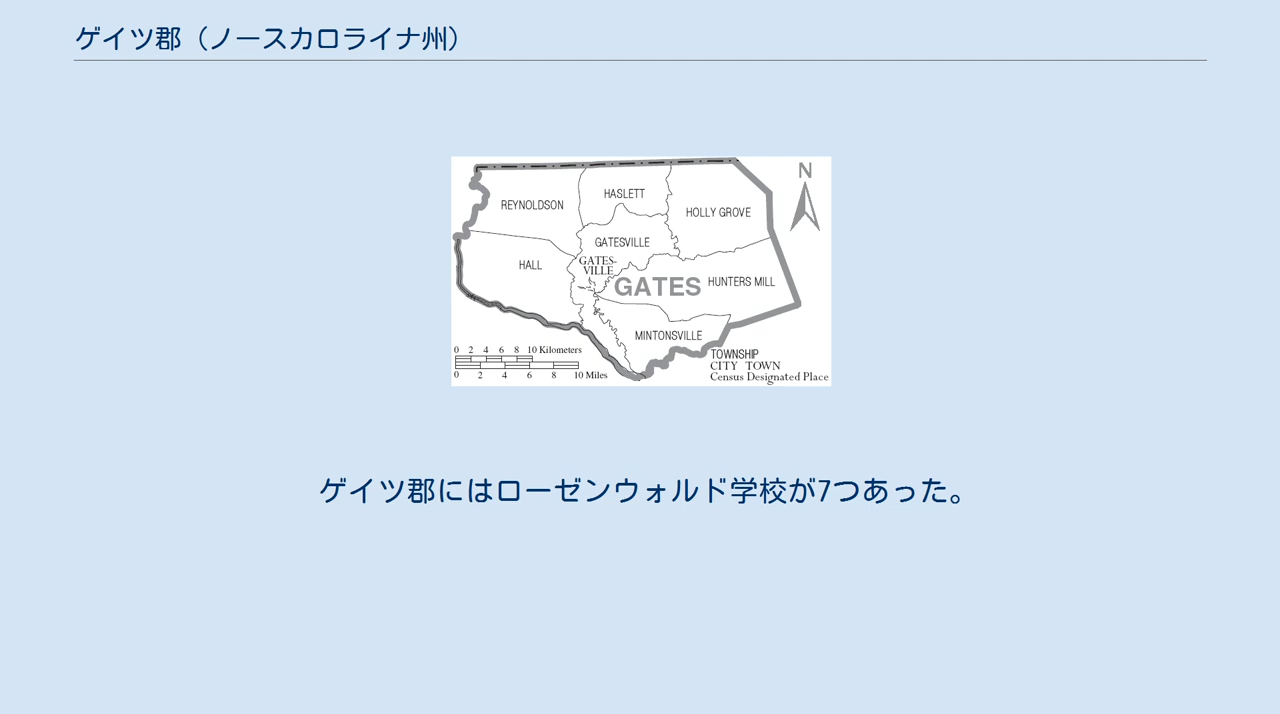 ゲイツ郡（ノースカロライナ州）
N
HASLETT
REYNOLDSON
HOLLY GROVE
GATESVILLE
GATES-
VILLE
HALL
GATES
HUNTERS MILL
MINTONSVILLE
0 2 4 6 8 10 Kilometers
0 2 4 6 8 10 Miles
TOWNSHIP
CITY TOWN
Census Designated Place
ゲイツ郡にはローゼンウォルド学校が7つあった。